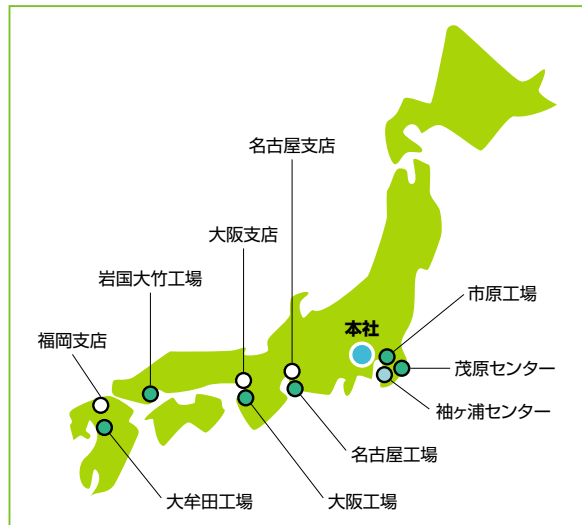 名古屋支店
大阪支店
岩国大竹工場
市原工場
本社
福岡支店
茂原センター
袖ヶ浦センター
名古屋工場
大牟田工場
大阪工場